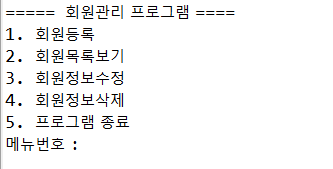 ===== 회원관리 프로그램 ====
1. 회원등록
2. 회원목록보기
3. 회원정보수정
4. 회원정보삭제
5. 프로그램 종료
메뉴번호 :